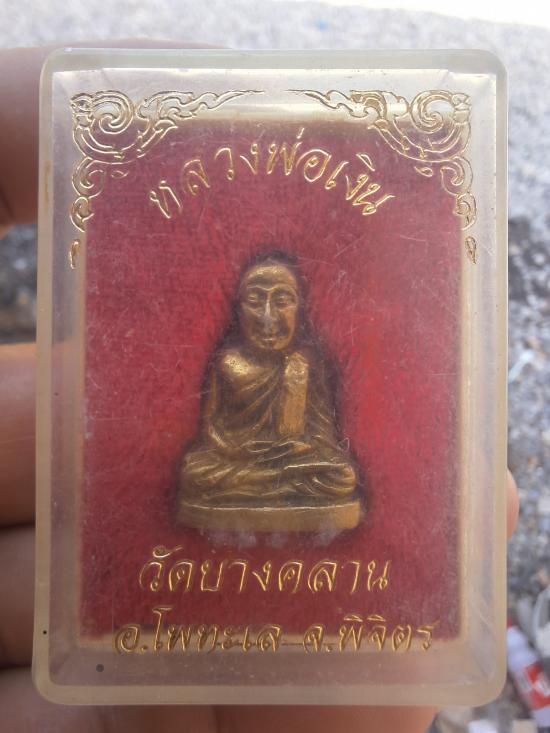 หลวงพ่อเงิน
วัดบางคลาน
อ.โพทะเล จ.พิจิตร